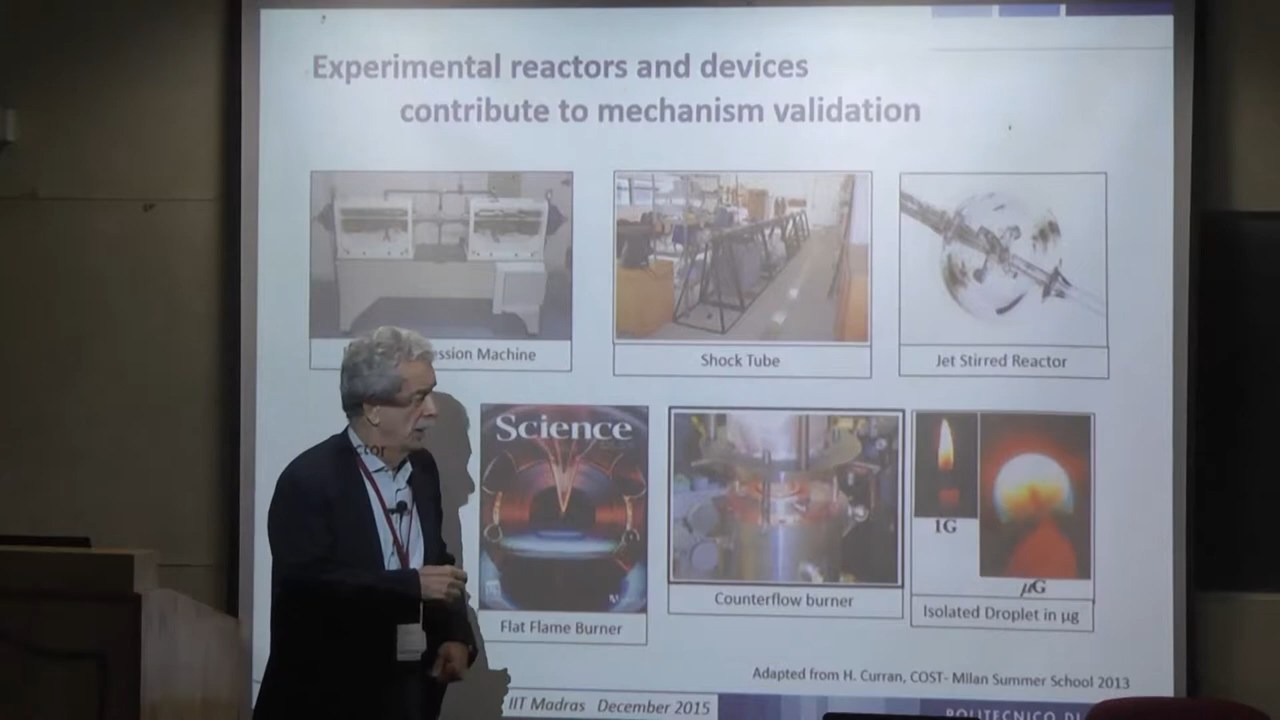 Experimental reactors and devices
contribute to mechanism validation
ession Machine
Shock Tube
Jet Stirred Reactor
ctor
Science
1G
µG
Flat Flame Burner
Counterflow burner
Isolated Droplet in µg
Adapted from H. Curran, COST- Milan Summer School 2013
IIT Madras December 2015
POLITECNICO DI